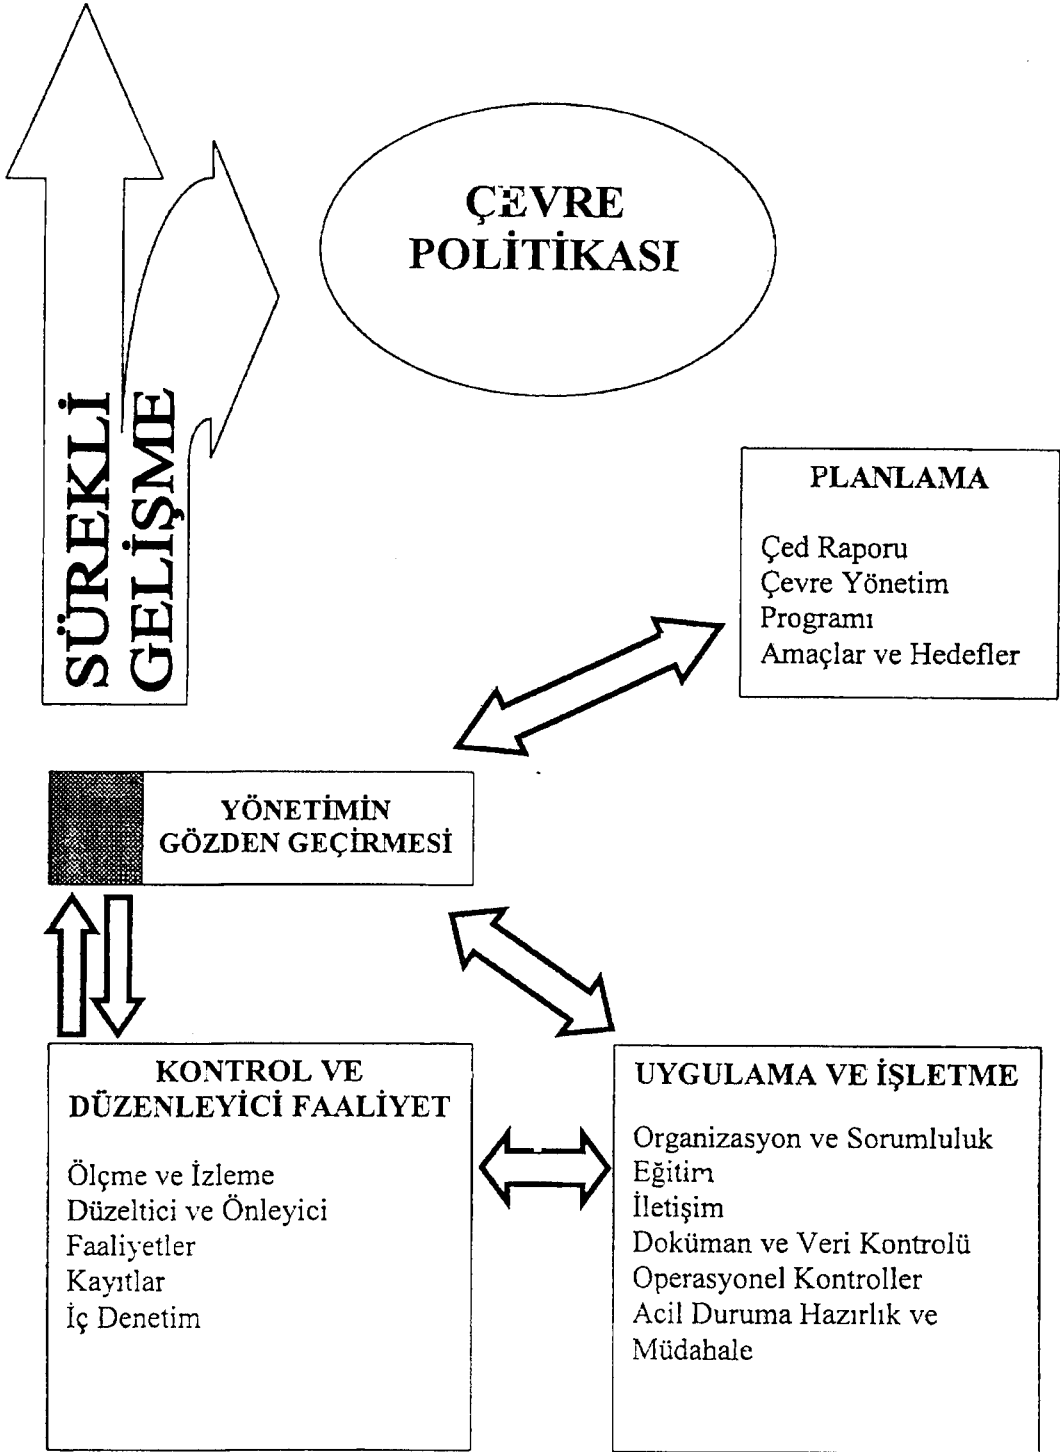 ÇEVRE
POLİTİKASI
SÜREKLİ
GELİŞME
PLANLAMA
Çed Raporu
Çevre Yönetim
Programı
Amaçlar ve Hedefler
YÖNETİMİN
GÖZDEN GEÇİRMESİ
KONTROL VE
DÜZENLEYİCİ FAALİYET
Ölçme ve İzleme
Düzeltici ve Önleyici
Faaliyetler
Kayıtlar
İç Denetim
UYGULAMA VE İŞLETME
Organizasyon ve Sorumluluk
Eğitim
İletişim
Doküman ve Veri Kontrolü
Operasyonel Kontroller
Acil Duruma Hazırlık ve
Müdahale